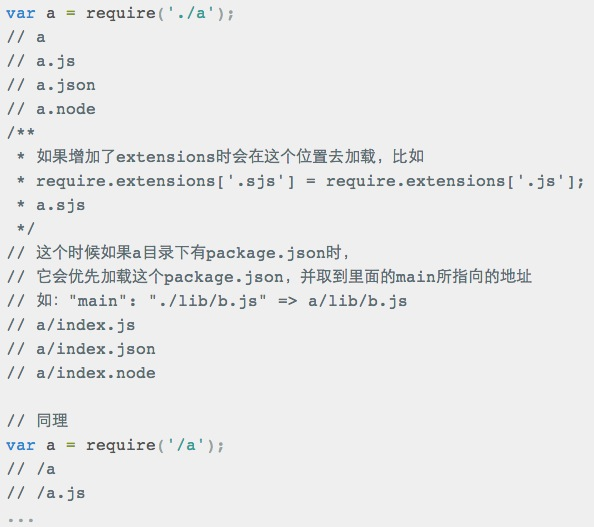 var a = require('./a');
// a
// a.js
// a.json
// a.node
/**
 * 如果增加了extensions时会在这个位置去加载，比如
 * require.extensions['.sjs'] = require.extensions['.js'];
 * a.sjs
 */
// 这个时候如果a目录下有package.json时，
// 它会优先加载这个package.json，并取到里面的main所指向的地址
// 如："main": "./lib/b.js" => a/lib/b.js
// a/index.js
// a/index.json
// a/index.node

// 同理
var a = require('/a');
// /a
// /a.js
...